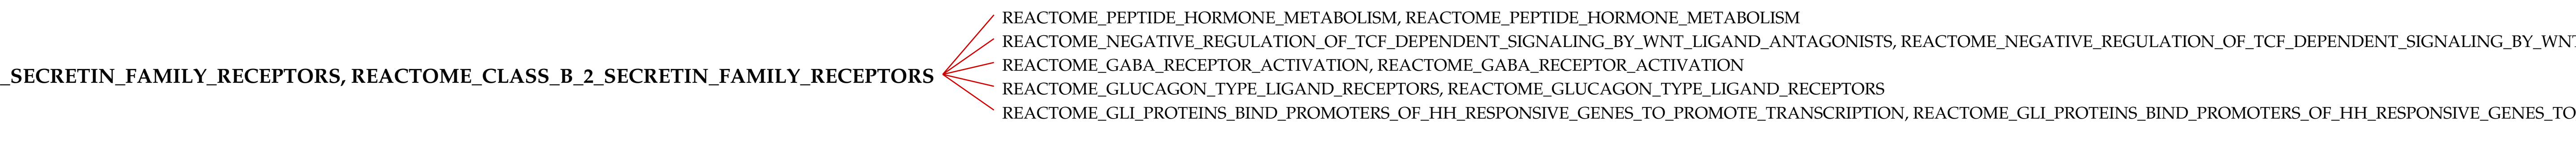 REACTOME_PEPTIDE_HORMONE_METABOLISM, REACTOME_PEPTIDE_HORMONE_METABOLISM
REACTOME_NEGATIVE_REGULATION_OF_TCF_DEPENDENT_SIGNALING_BY_WNT_LIGAND_ANTAGONISTS, REACTOME_NEGATIVE_REGULATION_OF_TCF_DEPENDENT_SIGNALING_BY_WNT
REACTOME_GABA_RECEPTOR_ACTIVATION, REACTOME_GABA_RECEPTOR_ACTIVATION
_SECRETIN_FAMILY_RECEPTORS, REACTOME_CLASS_B_2_SECRETIN_FAMILY_RECEPTORS
REACTOME_GLUCAGON_TYPE_LIGAND_RECEPTORS, REACTOME_GLUCAGON_TYPE_LIGAND_RECEPTORS
REACTOME_GLI_PROTEINS_BIND_PROMOTERS_OF_HH_RESPONSIVE_GENES_TO_PROMOTE_TRANSCRIPTION, REACTOME_GLI_PROTEINS_BIND_PROMOTERS_OF_HH_RESPONSIVE_GENES_TO